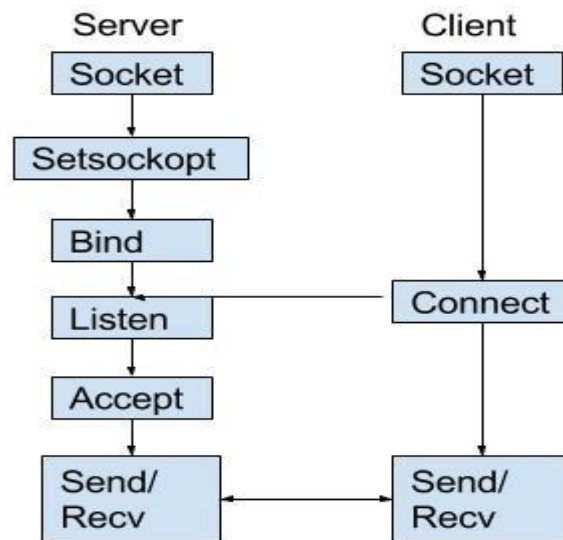 Server
Client
Socket
Socket
Setsockopt
Bind
Listen
Connect
Accept
Send/
Recv
Send/
Recv